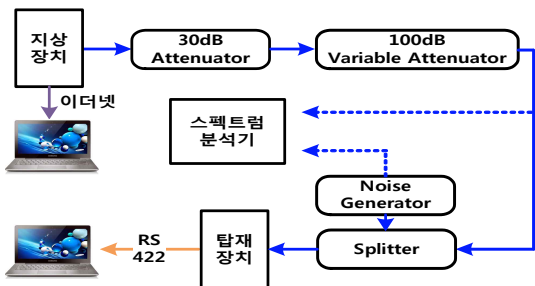 지상
장치
30dB
Attenuator
100dB
Variable Attenuator
이더넷
스펙트럼
분석기
Noise
Generator
RS
422
탑재
장치
Splitter